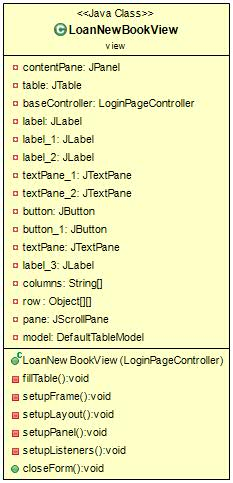 <<Java Class>>
LoanNewBookView
view
contentPane: JPanel
table: JTable
baseController: LoginPageController
label: JLabel
label_1: JLabel
label_2: JLabel
textPane_1: JTextPane
textPane_2: JTextPane
button: JButton
button_1: JButton
textPane: JTextPane
label_3: JLabel
columns: String[]
row: Object[][]
pane: JScrollPane
model: DefaultTableModel
LoanNewBookView(LoginPageController)
fillTable():void
setupFrame():void
setupLayout():void
setupPanel():void
setupListeners():void
closeForm():void